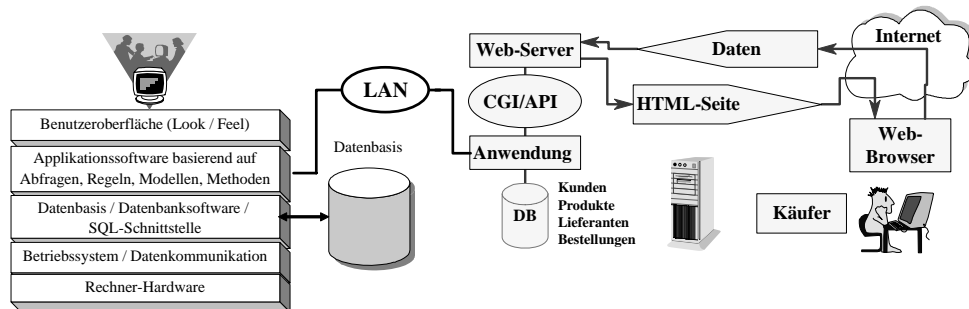 Benutzeroberfläche (Look / Feel)
Applikationssoftware basierend auf
Abfragen, Regeln, Modellen, Methoden
Datenbasis / Datenbanksoftware /
SQL-Schnittstelle
Betriebssystem / Datenkommunikation
Rechner-Hardware
LAN
Datenbasis
Web-Server
CGI/API
Anwendung
DB
Kunden
Produkte
Lieferanten
Bestellungen
Daten
HTML-Seite
Internet
Web-
Browser
Käufer